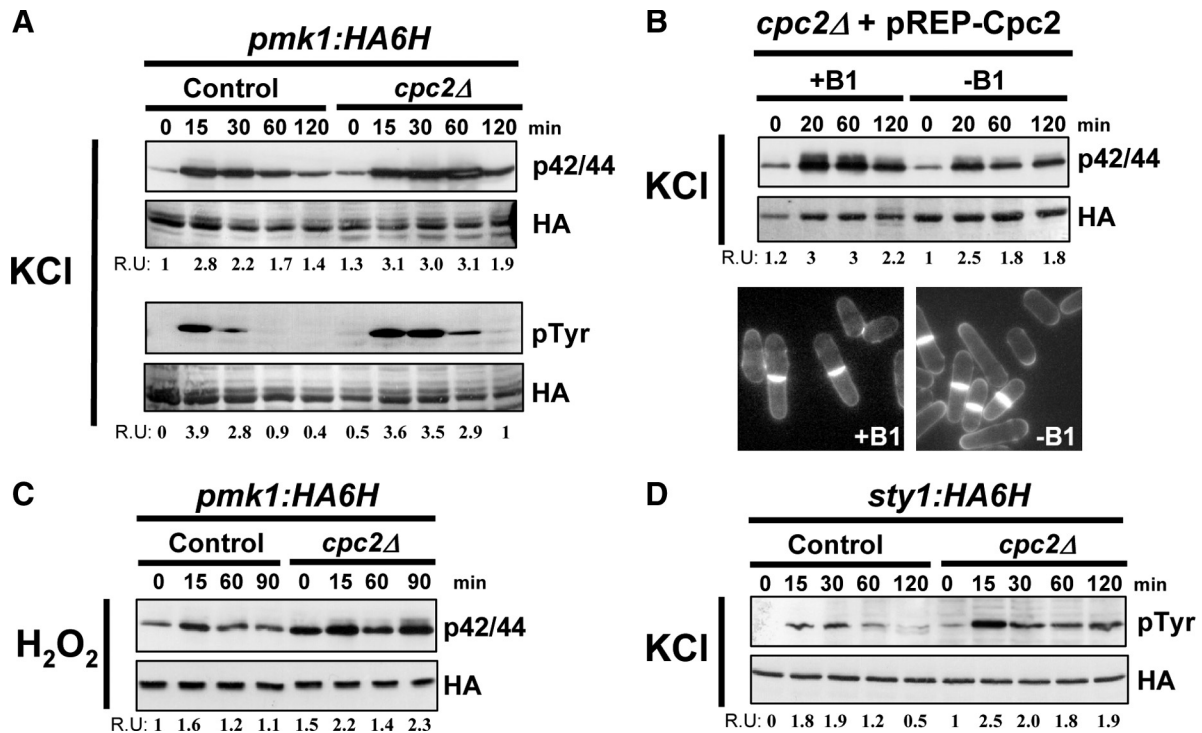 A
pmk1:HA6H
Control cpc2Δ
0 15 30 60 120 0 15 30 60 120 min
KCl
p42/44
HA
R.U: 1 2.8 2.2 1.7 1.4 1.3 3.1 3.0 3.1 1.9
pTyr
HA
R.U: 0 3.9 2.8 0.9 0.4 0.5 3.6 3.5 2.9 1
B
cpc2Δ + pREP-Cpc2
+B1 -B1
0 20 60 120 0 20 60 120 min
KCl
p42/44
HA
R.U: 1.2 3 3 2.2 1 2.5 1.8 1.8
+B1 -B1
C
pmk1:HA6H
Control cpc2Δ
0 15 60 90 0 15 60 90 min
H₂O₂
p42/44
HA
R.U: 1 1.6 1.2 1.1 1.5 2.2 1.4 2.3
D
sty1:HA6H
Control cpc2Δ
0 15 30 60 120 0 15 30 60 120 min
KCl
pTyr
HA
R.U: 0 1.8 1.9 1.2 0.5 1 2.5 2.0 1.8 1.9